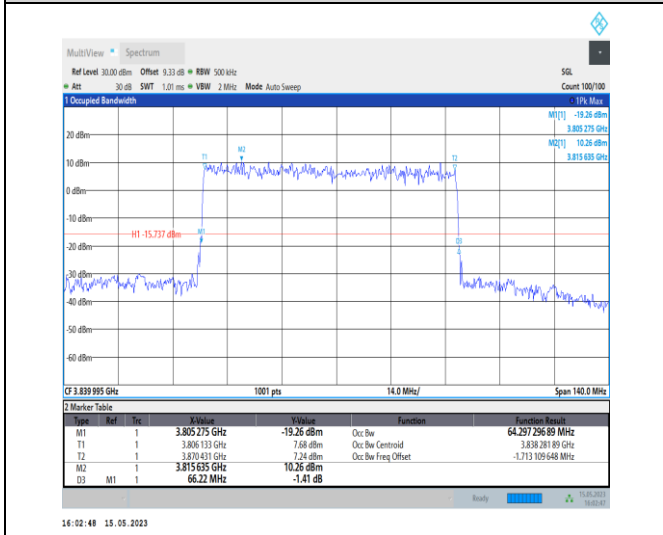 MultiView Spectrum
Ref Level 30.00 dBm Offset 9.33 dB RBW 500 kHz SGL
Att 30 dB SWT 1.01 ms VBW 2 MHz Mode Auto Sweep Count 100/100
1 Occupied Bandwidth 1Pk Max
M1[1] -19.26 dBm
3.805 275 GHz
M2[1] 10.26 dBm
3.815 635 GHz
20 dBm
M2
T1 T2
10 dBm
0 dBm
-10 dBm
H1 -15.737 dBm M1
D3
-20 dBm
-30 dBm
-40 dBm
-50 dBm
-60 dBm
CF 3.839 995 GHz 1001 pts 14.0 MHz/ Span 140.0 MHz
2 Marker Table
Type Ref Trc X-Value Y-Value Function Function Result
M1 1 3.805 275 GHz -19.26 dBm Occ Bw 64.297 296 89 MHz
T1 1 3.806 133 GHz 7.68 dBm Occ Bw Centroid 3.838 281 89 GHz
T2 1 3.870 431 GHz 7.24 dBm Occ Bw Freq Offset -1.713 109 648 MHz
M2 1 3.815 635 GHz 10.26 dBm
D3 M1 1 66.22 MHz -1.41 dB
Ready 15.05.2023
16:02:47
16:02:48 15.05.2023